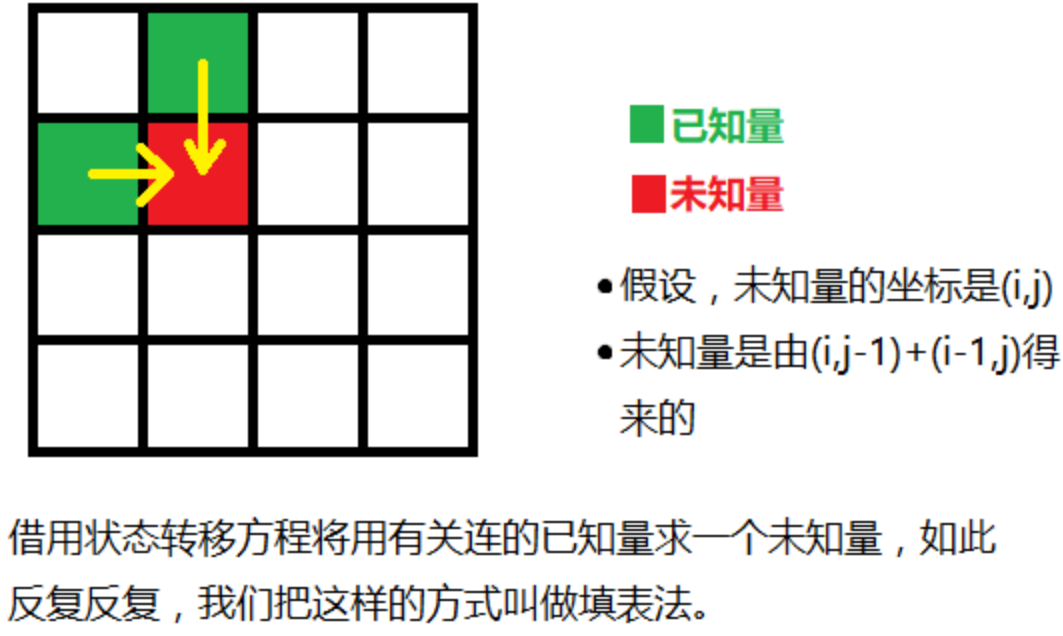 已知量
未知量
•假设，未知量的坐标是(i,j)
•未知量是由(i,j-1)+(i-1,j)得
来的
借用状态转移方程将用有关连的已知量求一个未知量，如此
反复反复，我们把这样的方式叫做填表法。